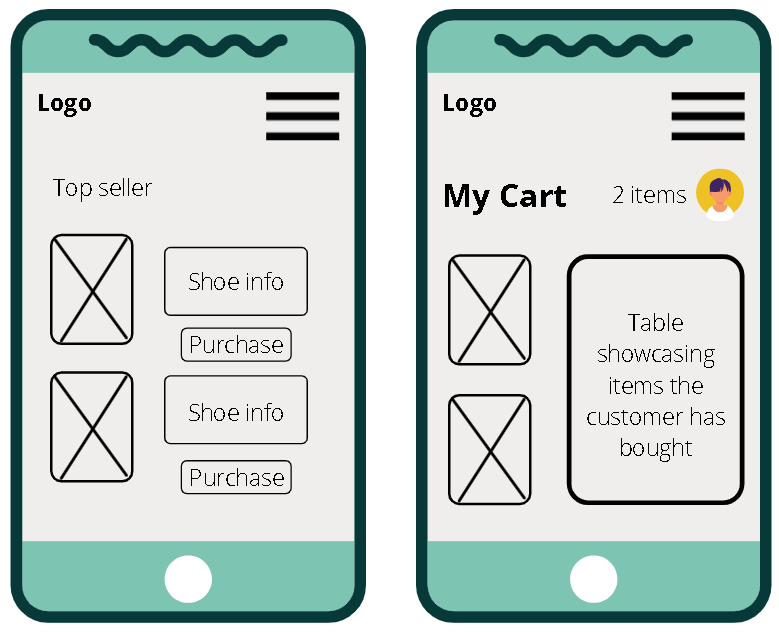 Logo
Top seller
Shoe info
Purchase
Shoe info
Purchase
Logo
My Cart
2 items
Table
showcasing
items the
customer has
bought